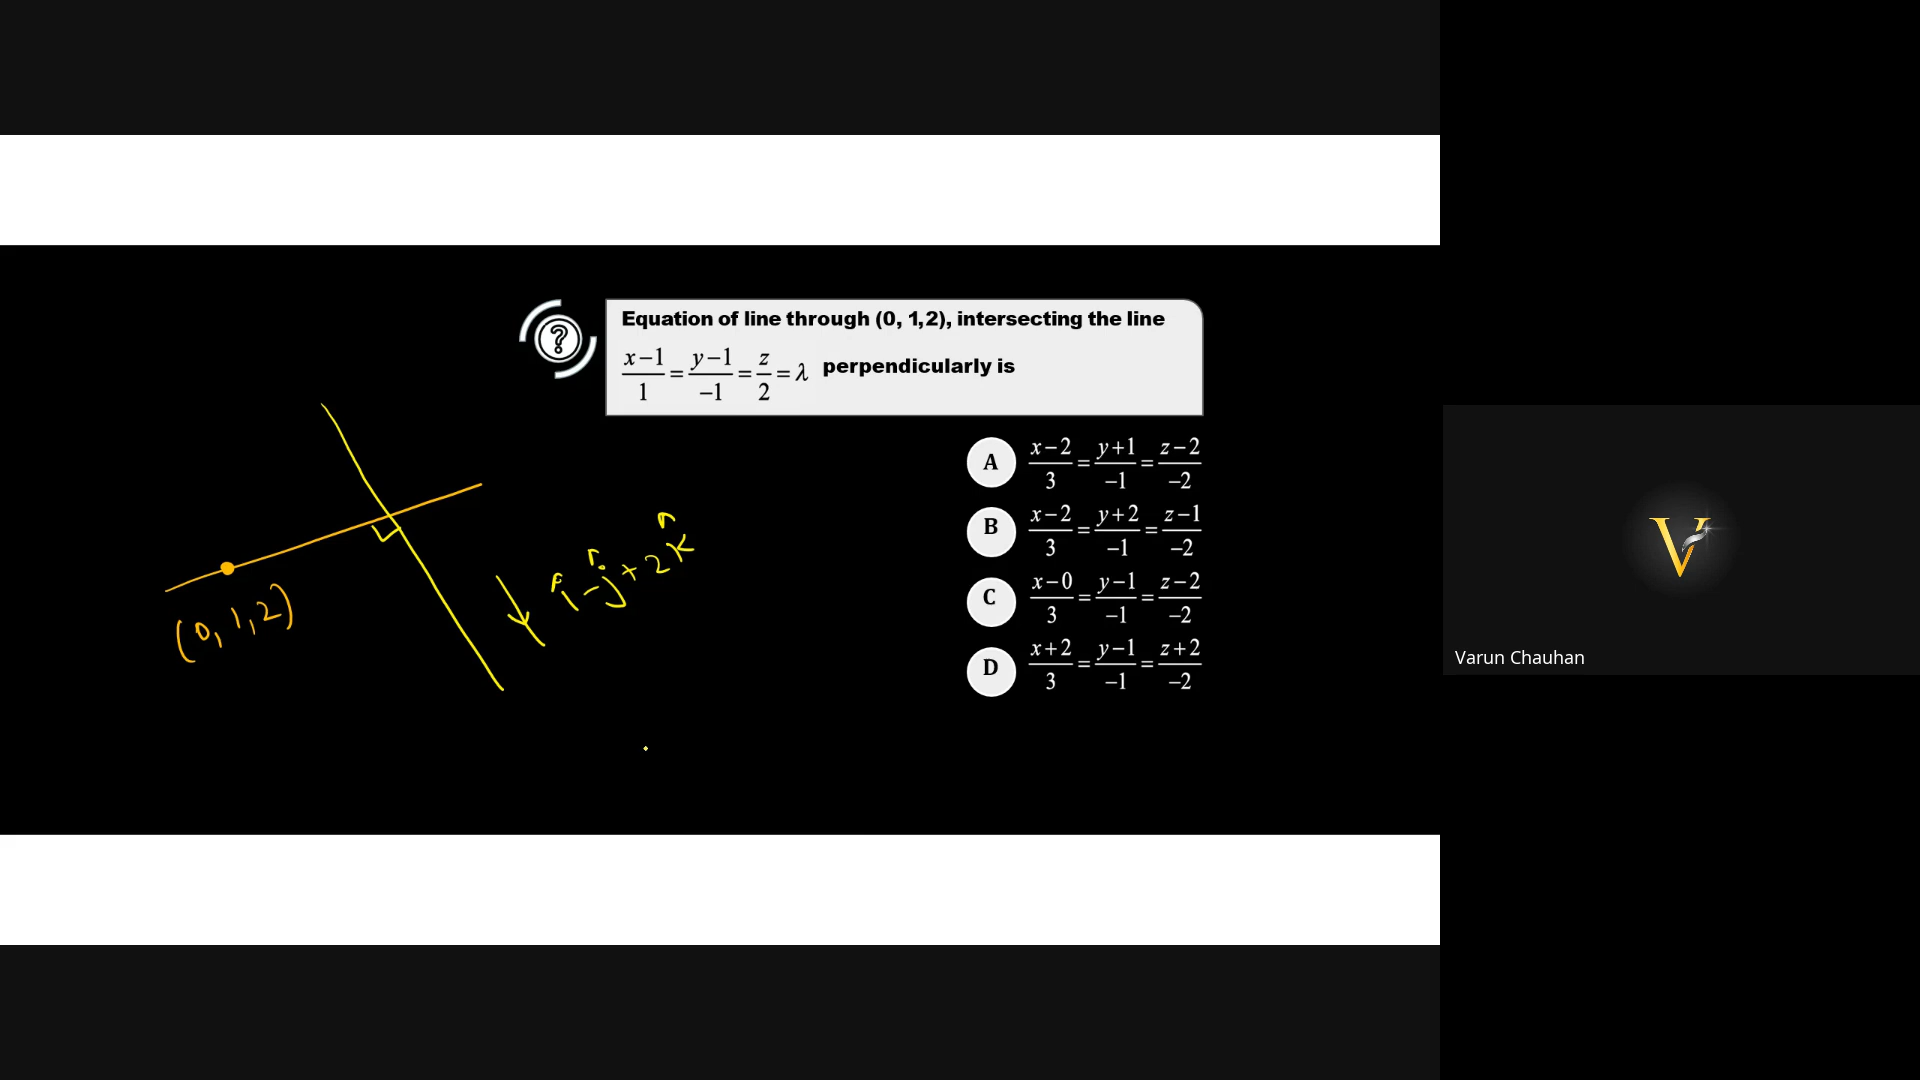 ?
Equation of line through (0, 1,2), intersecting the line
x−1/1 = y−1/−1 = z/2 = λ perpendicularly is
A x−2/3 = y+1/−1 = z−2/−2
B x−2/3 = y+2/−1 = z−1/−2
C x−0/3 = y−1/−1 = z−2/−2
D x+2/3 = y−1/−1 = z+2/−2
î−ĵ+2k̂
(0,1,2)
V
Varun Chauhan